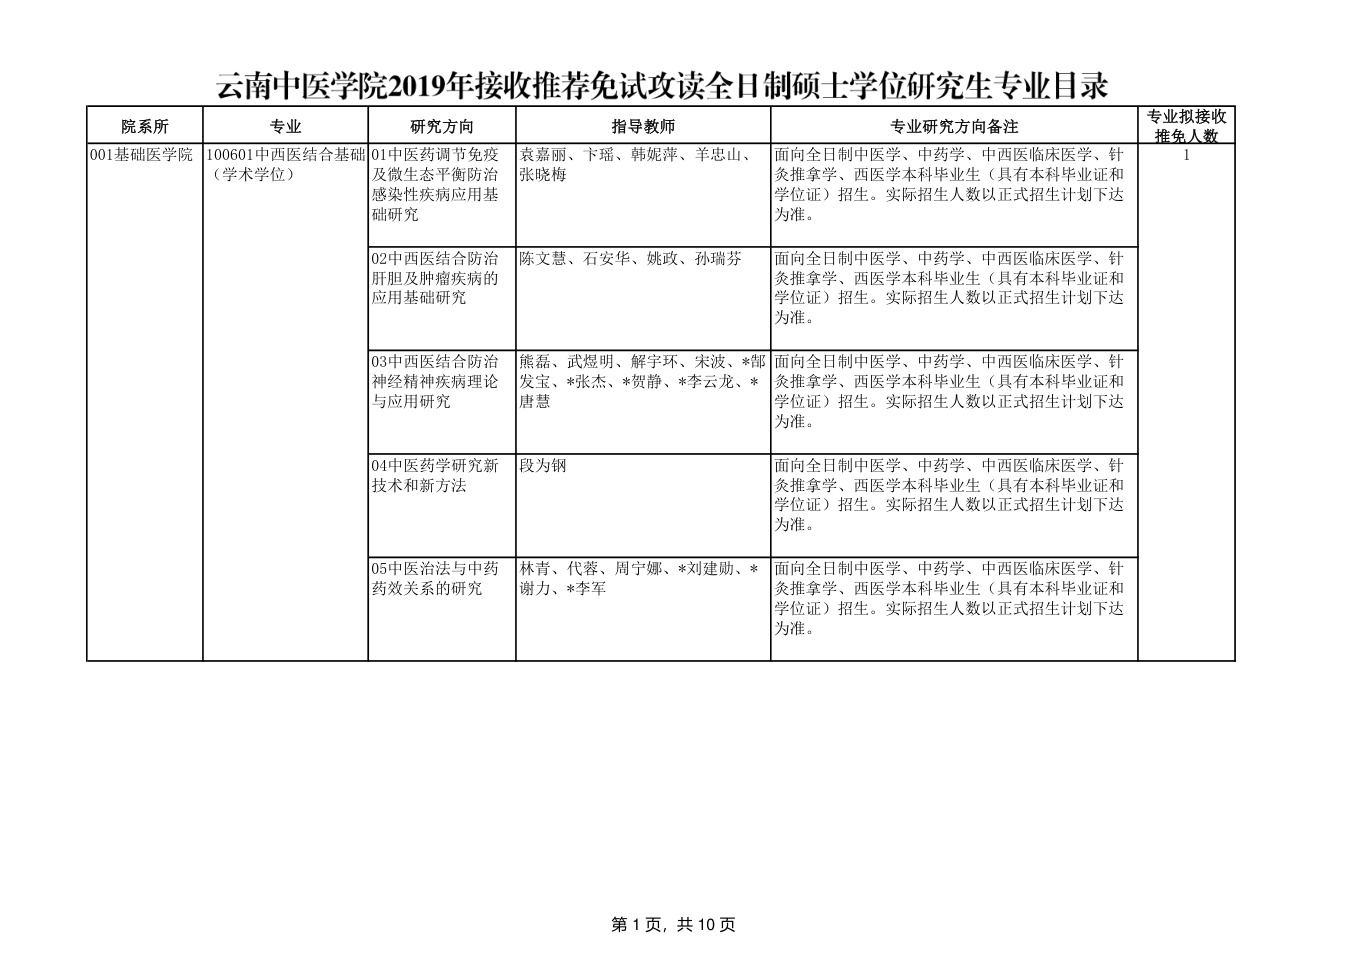 云南中医学院2019年接收推荐免试攻读全日制硕士学位研究生专业目录
院系所 专业 研究方向 指导教师 专业研究方向备注 专业拟接收
推免人数
001基础医学院 100601中西医结合基础
（学术学位）
01中医药调节免疫
及微生态平衡防治
感染性疾病应用基
础研究
袁嘉丽、卞瑶、韩妮萍、羊忠山、
张晓梅
面向全日制中医学、中药学、中西医临床医学、针
灸推拿学、西医学本科毕业生（具有本科毕业证和
学位证）招生。实际招生人数以正式招生计划下达
为准。
1
02中西医结合防治
肝胆及肿瘤疾病的
应用基础研究
陈文慧、石安华、姚政、孙瑞芬
面向全日制中医学、中药学、中西医临床医学、针
灸推拿学、西医学本科毕业生（具有本科毕业证和
学位证）招生。实际招生人数以正式招生计划下达
为准。
03中西医结合防治
神经精神疾病理论
与应用研究
熊磊、武煜明、解宇环、宋波、*郜
发宝、*张杰、*贺静、*李云龙、*
唐慧
面向全日制中医学、中药学、中西医临床医学、针
灸推拿学、西医学本科毕业生（具有本科毕业证和
学位证）招生。实际招生人数以正式招生计划下达
为准。
04中医药学研究新
技术和新方法
段为钢
面向全日制中医学、中药学、中西医临床医学、针
灸推拿学、西医学本科毕业生（具有本科毕业证和
学位证）招生。实际招生人数以正式招生计划下达
为准。
05中医治法与中药
药效关系的研究
林青、代蓉、周宁娜、*刘建勋、*
谢力、*李军
面向全日制中医学、中药学、中西医临床医学、针
灸推拿学、西医学本科毕业生（具有本科毕业证和
学位证）招生。实际招生人数以正式招生计划下达
为准。
第 1 页，共 10 页